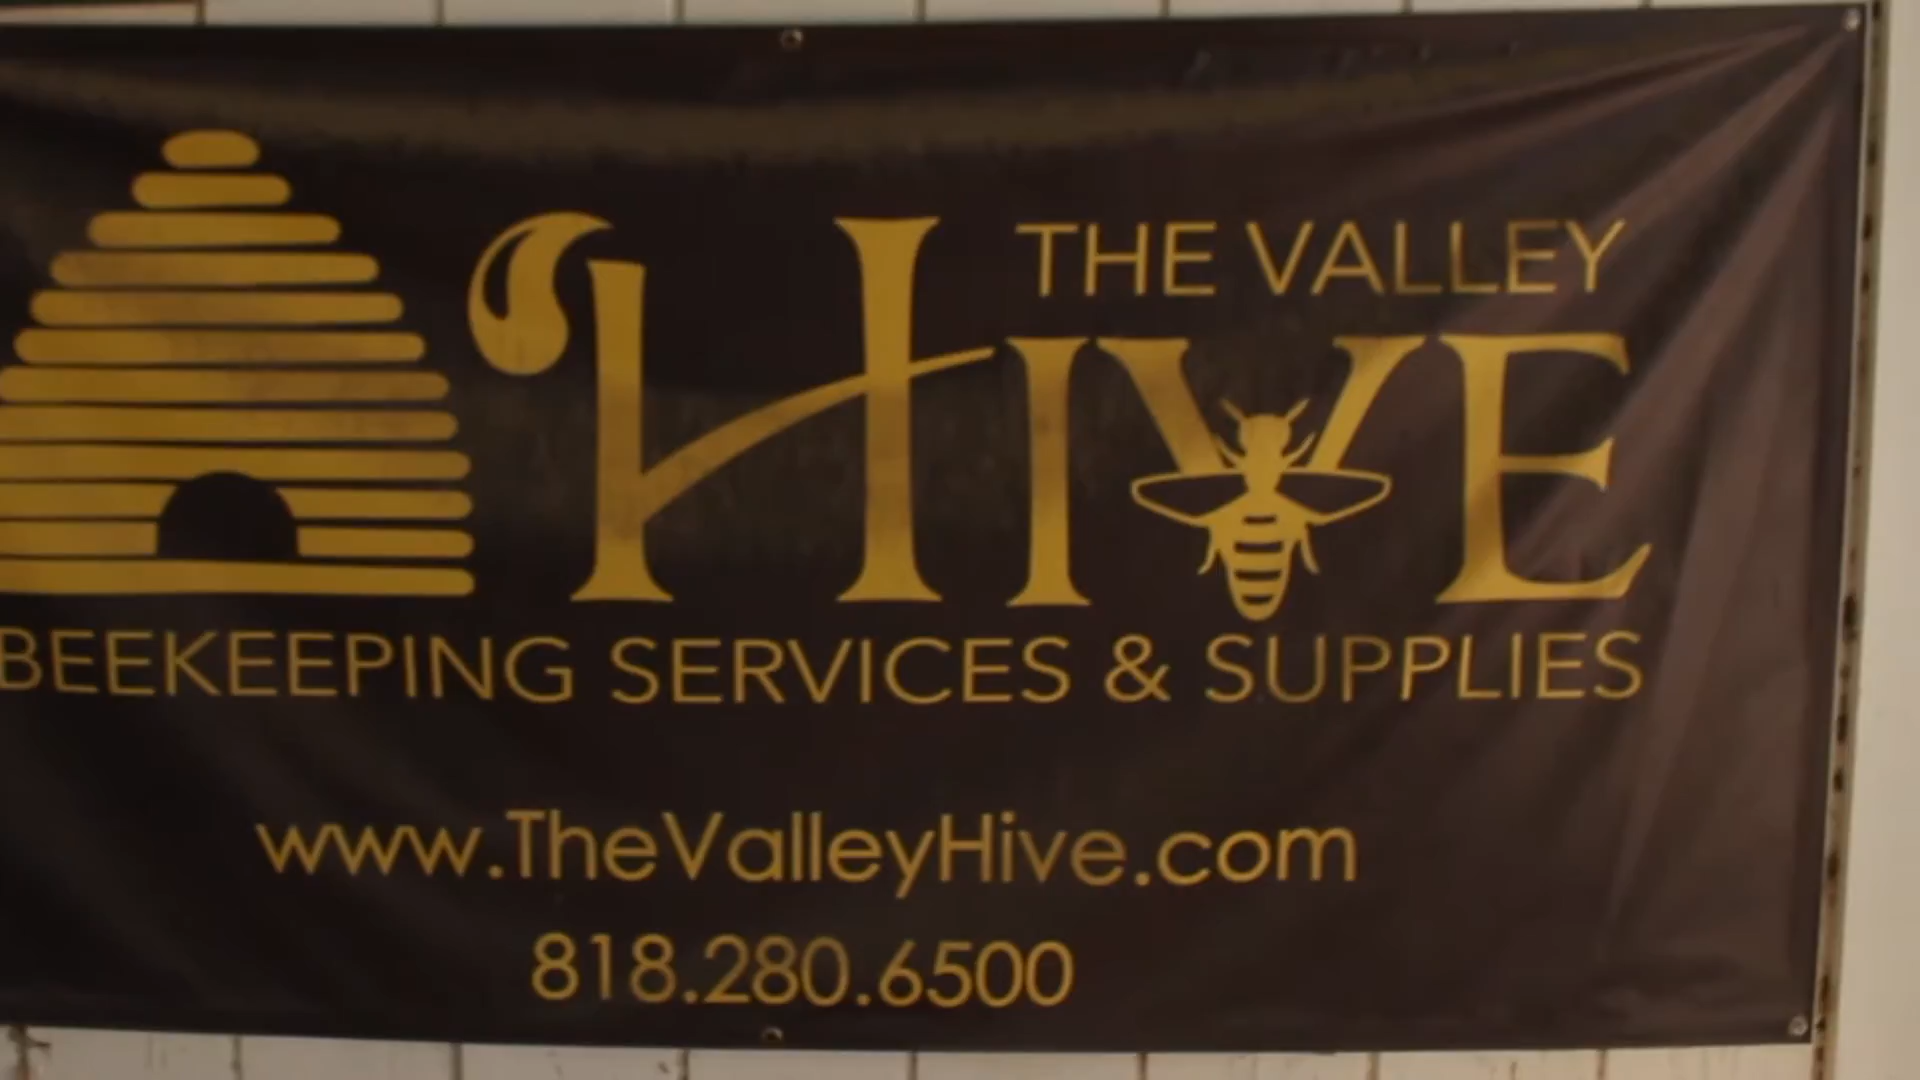 THE VALLEY
HIVE
BEEKEEPING SERVICES & SUPPLIES
www.TheValleyHive.com
818.280.6500